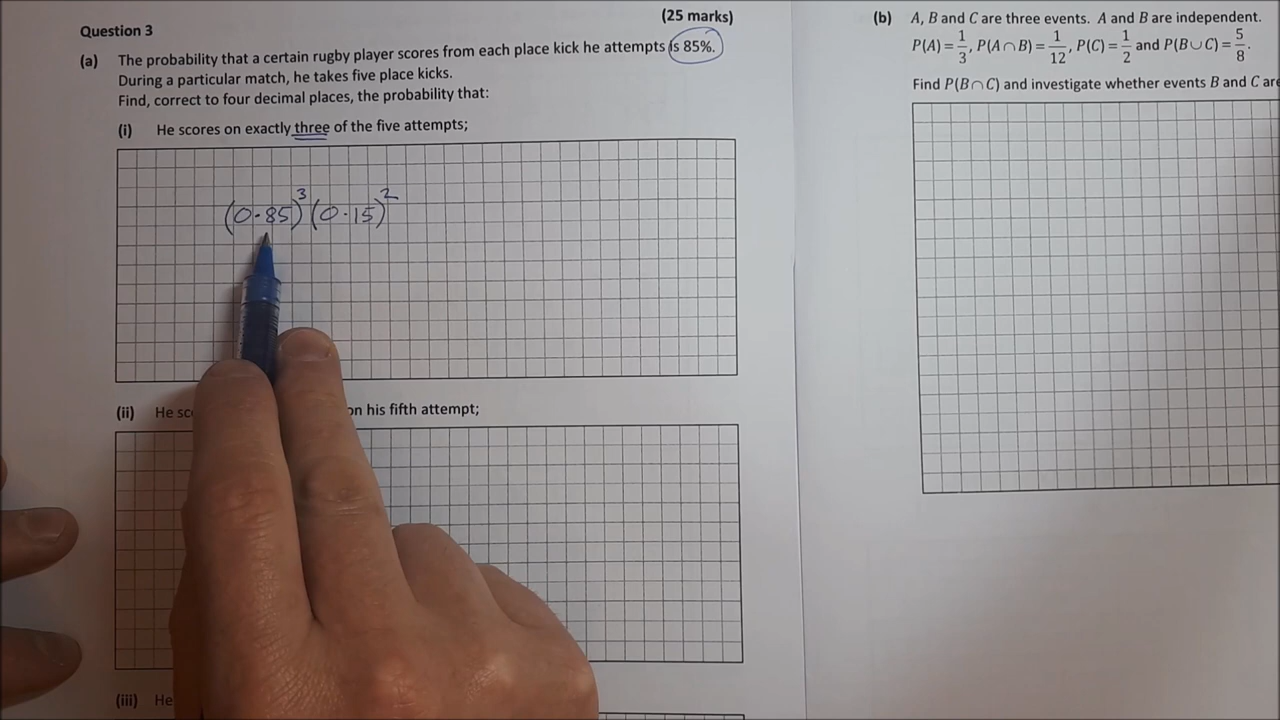 Question 3
(25 marks)
(a) The probability that a certain rugby player scores from each place kick he attempts is 85%.
During a particular match, he takes five place kicks.
Find, correct to four decimal places, the probability that:
(i) He scores on exactly three of the five attempts;
(0.85)³(0.15)²
(ii) He on his fifth attempt;
(iii) He
(b) A, B and C are three events. A and B are independent.
P(A) = 1/3, P(A∩B) = 1/12, P(C) = 1/2 and P(B∪C) = 5/8.
Find P(B∩C) and investigate whether events B and C are